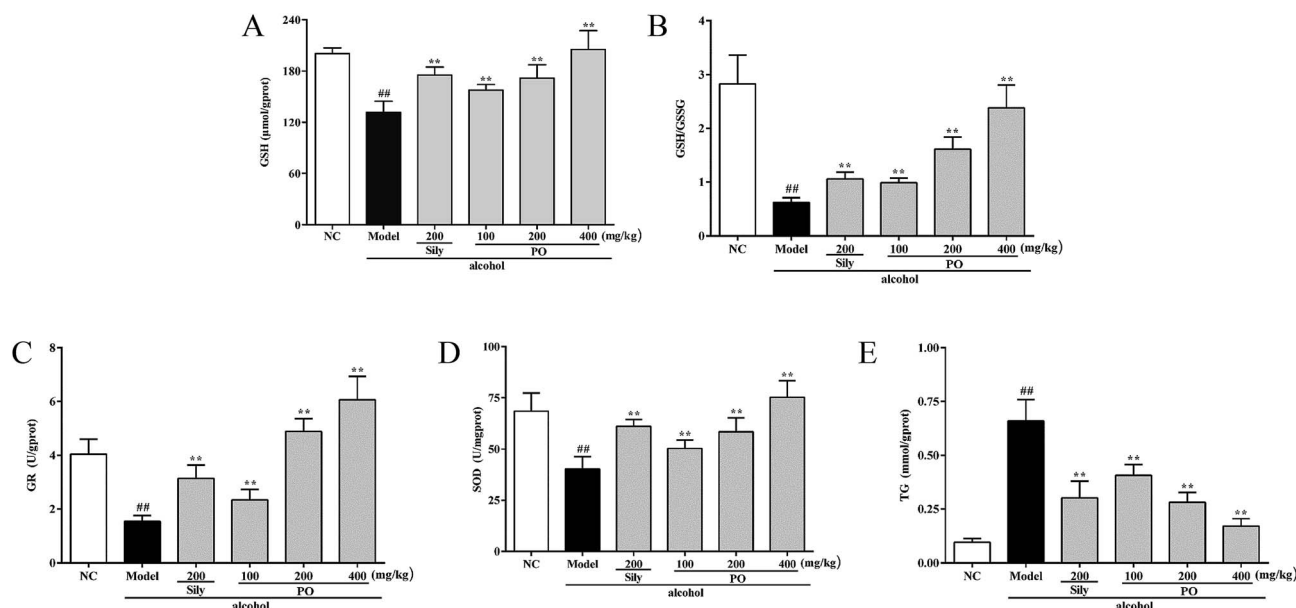 A
GSH (μmol/gprot)
240
180
120
60
0
##
**
**
**
**
NC Model 200 100 200 400 (mg/kg)
Sily PO
alcohol
B
GSH/GSSG
4
3
2
1
0
##
**
**
**
**
NC Model 200 100 200 400 (mg/kg)
Sily PO
alcohol
C
GR (U/gprot)
8
6
4
2
0
##
**
**
**
**
NC Model 200 100 200 400 (mg/kg)
Sily PO
alcohol
D
SOD (U/mgprot)
100
75
50
25
0
##
**
**
**
**
NC Model 200 100 200 400 (mg/kg)
Sily PO
alcohol
E
TG (mmol/gprot)
1.00
0.75
0.50
0.25
0.00
##
**
**
**
**
NC Model 200 100 200 400 (mg/kg)
Sily PO
alcohol